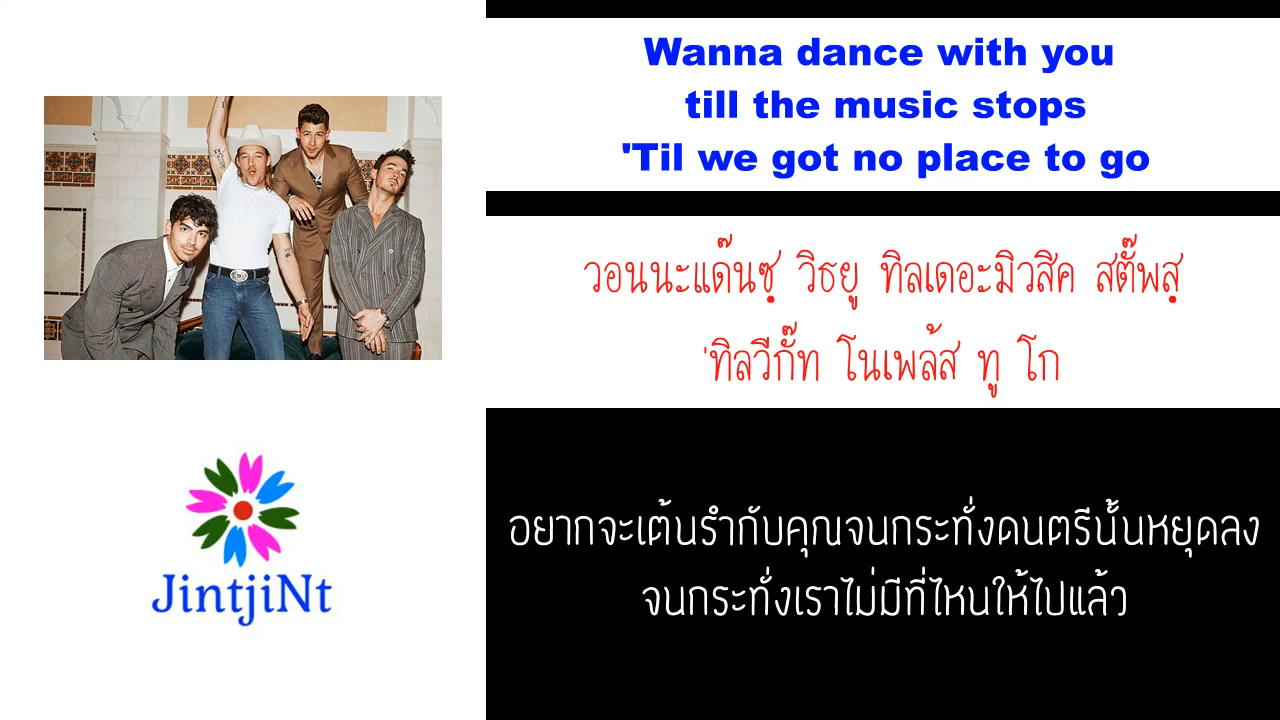 Wanna dance with you
till the music stops
'Til we got no place to go
วอนนะแด๊นซฺ วิธยู ทิลเดอะมิวสิค สต๊ั๊พสฺ
'ทิลวีก๊ัท โนเพล้ส ทู โก
อยากจะเต้นรำกับคุณจนกระทั่งดนตรีนั้นหยุดลง
จนกระทั่งเราไม่มีที่ไหนให้ไปแล้ว
JintjiNt